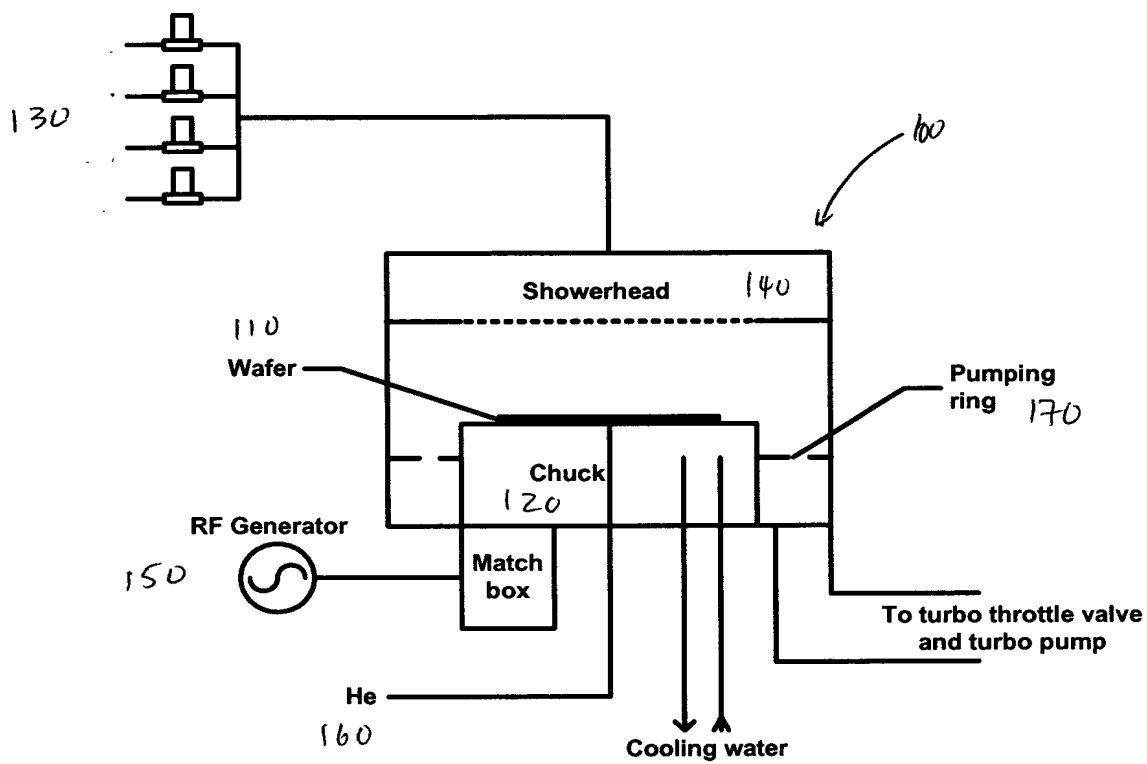 130
100
Showerhead 140
110
Wafer
Pumping
ring 170
Chuck
120
RF Generator
150
Match
box
To turbo throttle valve
and turbo pump
He
160
Cooling water